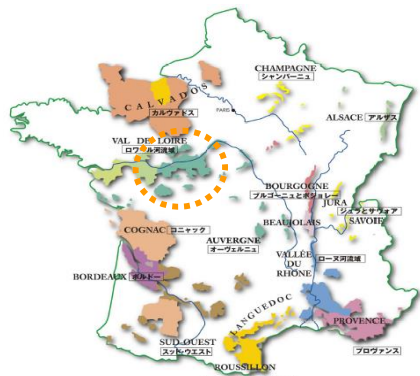 CHAMPAGNE
シャンパーニュ
CALVADOS
カルヴァドス
PARIS
ALSACE アルザス
VAL DE LOIRE
ロワール河流域
BOURGOGNE
ブルゴーニュとボジョレー
JURA
ジュラとサヴォア
SAVOIE
BEAUJOLAIS
COGNAC コニャック
AUVERGNE
オーヴェルニュ
VALLÉE
DU
RHÔNE
ローヌ河流域
BORDEAUX ボルドー
LANGUEDOC
PROVENCE
プロヴァンス
SUD-OUEST
スッド・ウエスト
ROUSSILLON